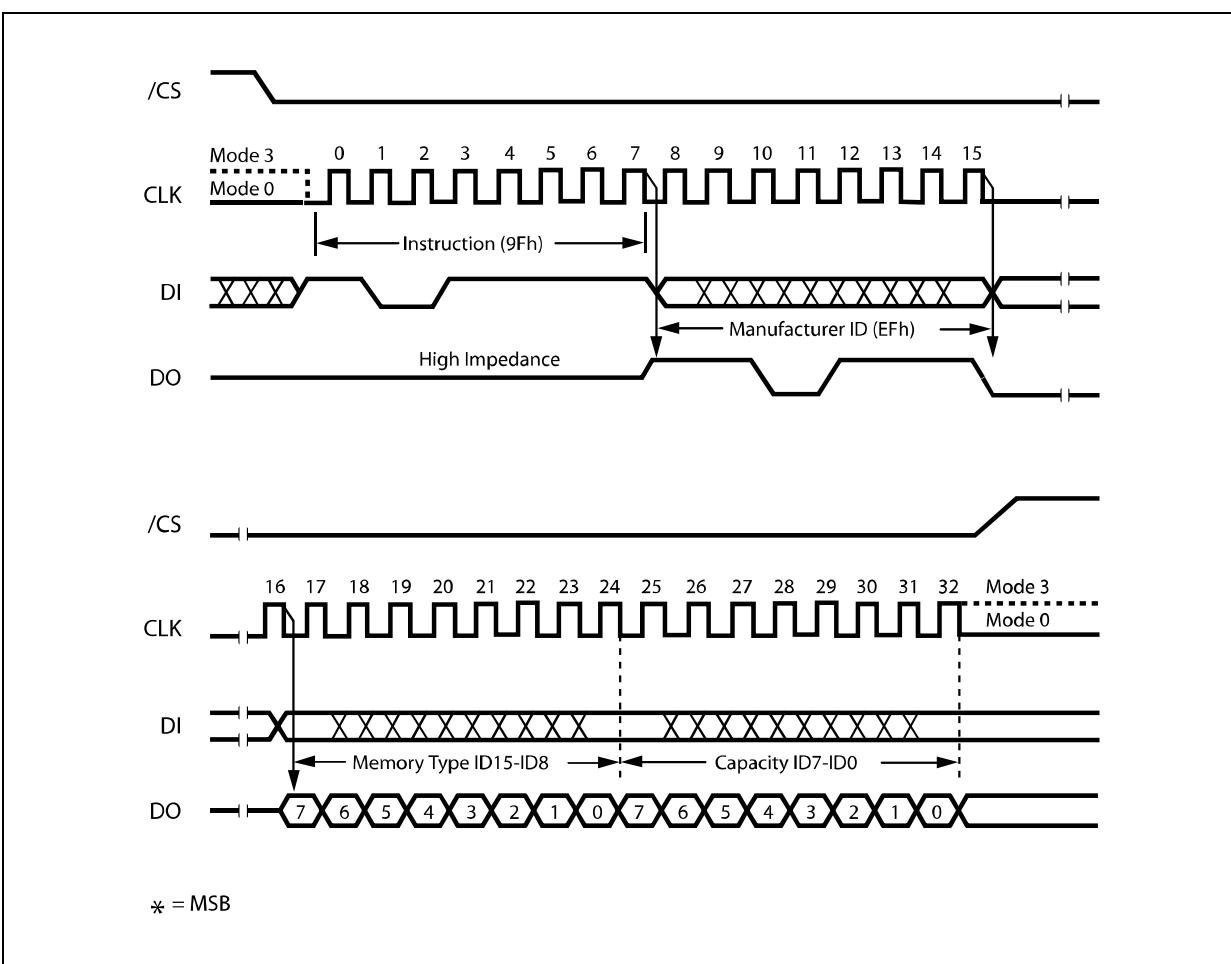 /CS
Mode 3
0 1 2 3 4 5 6 7 8 9 10 11 12 13 14 15
Mode 0
CLK
Instruction (9Fh)
DI
Manufacturer ID (EFh)
High Impedance
DO
/CS
16 17 18 19 20 21 22 23 24 25 26 27 28 29 30 31 32
Mode 3
CLK
Mode 0
DI
Memory Type ID15-ID8
Capacity ID7-ID0
DO
7 6 5 4 3 2 1 0 7 6 5 4 3 2 1 0
* = MSB